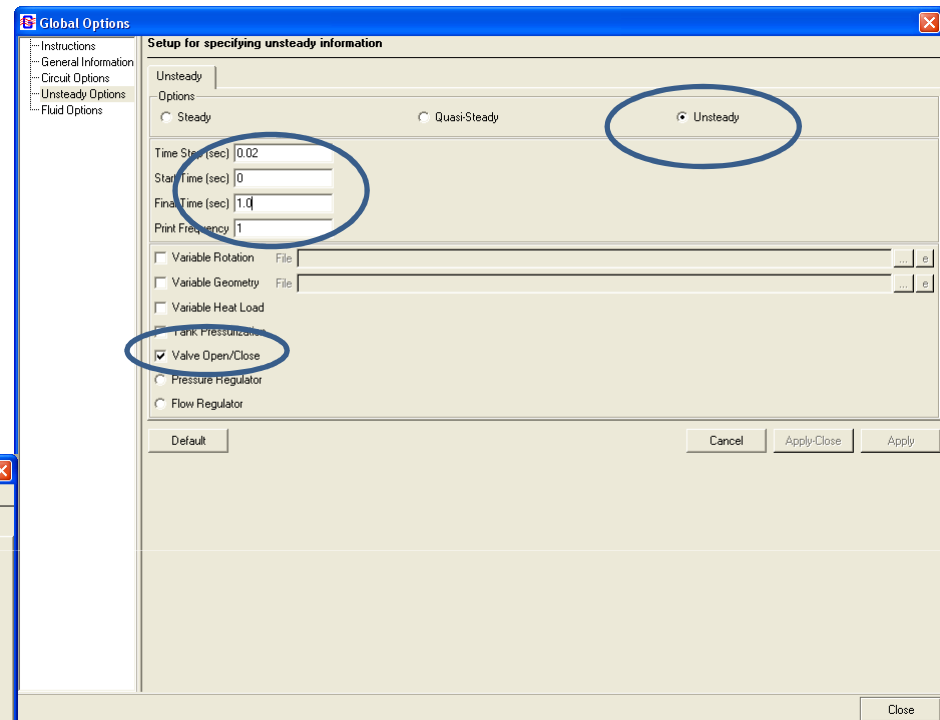 Global Options
Instructions
General Information
Circuit Options
Unsteady Options
Fluid Options
Setup for specifying unsteady information
Unsteady
Options
Steady Quasi-Steady Unsteady
Time Step (sec) 0.02
Start Time (sec) 0
Final Time (sec) 1.0
Print Frequency 1
Variable Rotation File ... e
Variable Geometry File ... e
Variable Heat Load
Tank Pressurization
Valve Open/Close
Pressure Regulator
Flow Regulator
Default Cancel Apply-Close Apply
Close